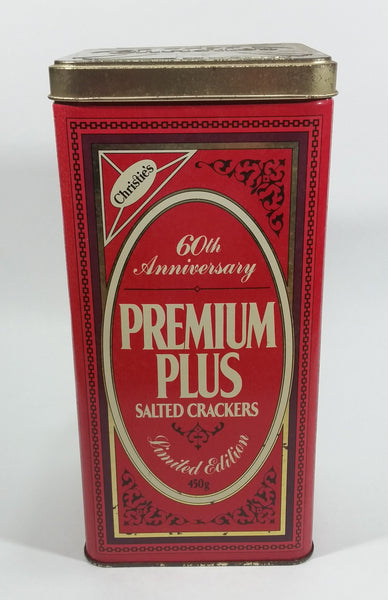 Christie's
60th
Anniversary
PREMIUM
PLUS
SALTED CRACKERS
Limited Edition
450g